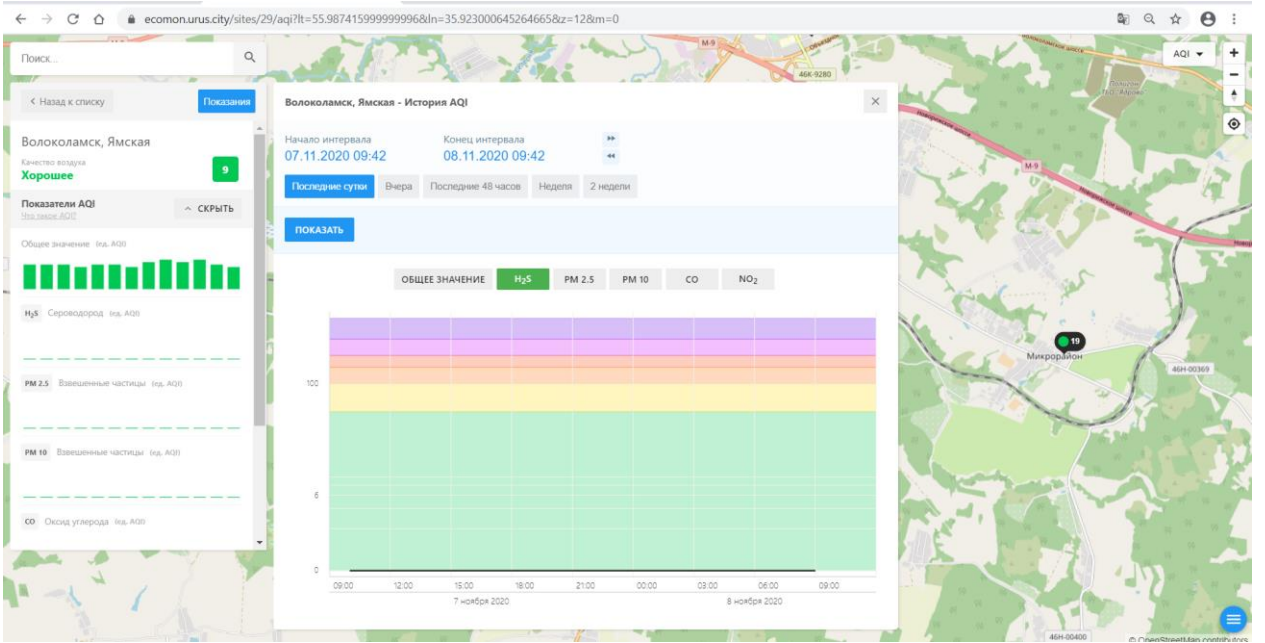 ecomon.urus.city/sites/29/aqi?lt=55.987415999999996&ln=35.923000645264665&z=12&m=0
Поиск...
М-9
46К-9280
AQI
< Назад к списку
Показания
Волоколамск, Ямская - История AQI
Волоколамск, Ямская
Качество воздуха
Хорошее
9
Начало интервала
Конец интервала
07.11.2020 09:42
08.11.2020 09:42
Последние сутки
Вчера
Последние 48 часов
Неделя
2 недели
Показатели AQI
Что такое AQI?
СКРЫТЬ
ПОКАЗАТЬ
Общее значение (ед. AQI)
ОБЩЕЕ ЗНАЧЕНИЕ
H₂S
PM 2.5
PM 10
CO
NO₂
H₂S Сероводород (ед. AQI)
PM 2.5 Взвешенные частицы (ед. AQI)
PM 10 Взвешенные частицы (ед. AQI)
CO Оксид углерода (ед. AQI)
100
6
0
09:00
12:00
15:00
18:00
21:00
00:00
03:00
06:00
09:00
7 ноября 2020
8 ноября 2020
М-9
Новорижское шоссе
19
Микрорайон
46Н-00369
46Н-00400
© OpenStreetMap contributors